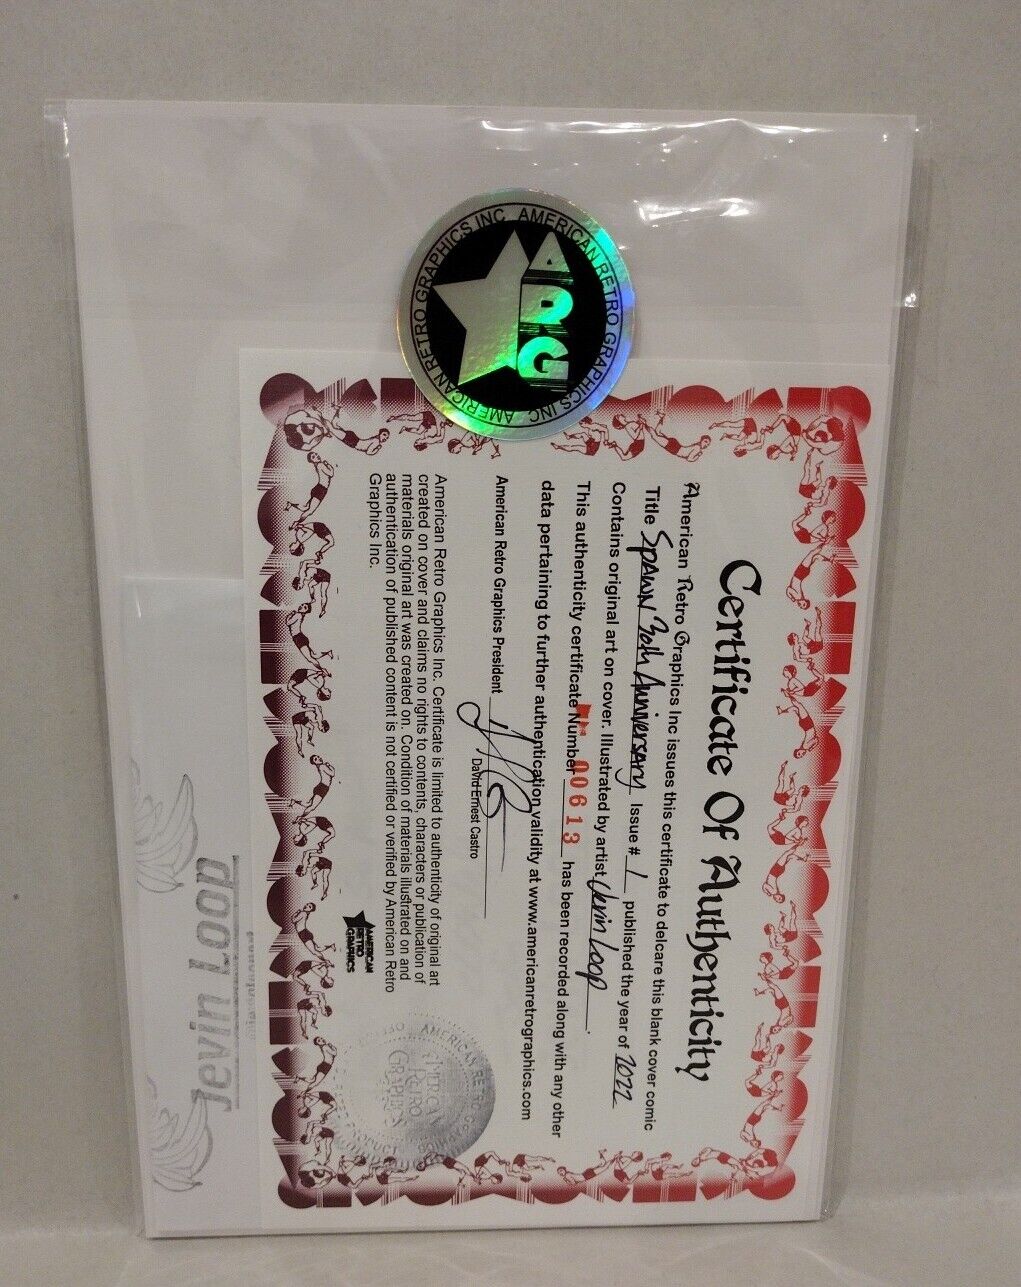 AMERICAN RETRO GRAPHICS INC. AMERICAN RETRO GRAPHICS INC.
ARG
Certificate Of Authenticity
American Retro Graphics Inc issues this certificate to delcare this blank cover comic
Title Spawn 30th Anniversary Issue # 1 published the year of 2022
Contains original art on cover. Illustrated by artist Jevin Loop.
This authenticity certificate Number 00613 has been recorded along with any other
data pertaining to further authentication validity at www.americanretrographics.com
American Retro Graphics President
David Ernest Castro
American Retro Graphics Inc. Certificate is limited to authenticity of original art
created on cover and claims no rights to contents, characters or publication of
materials original art was created on. Condition of materials illustrated on and
authentication of published content is not certified or verified by American Retro
Graphics Inc.
AMERICAN
RETRO
GRAPHICS
AMERICAN
RETRO
GRAPHICS
Jevin Loop